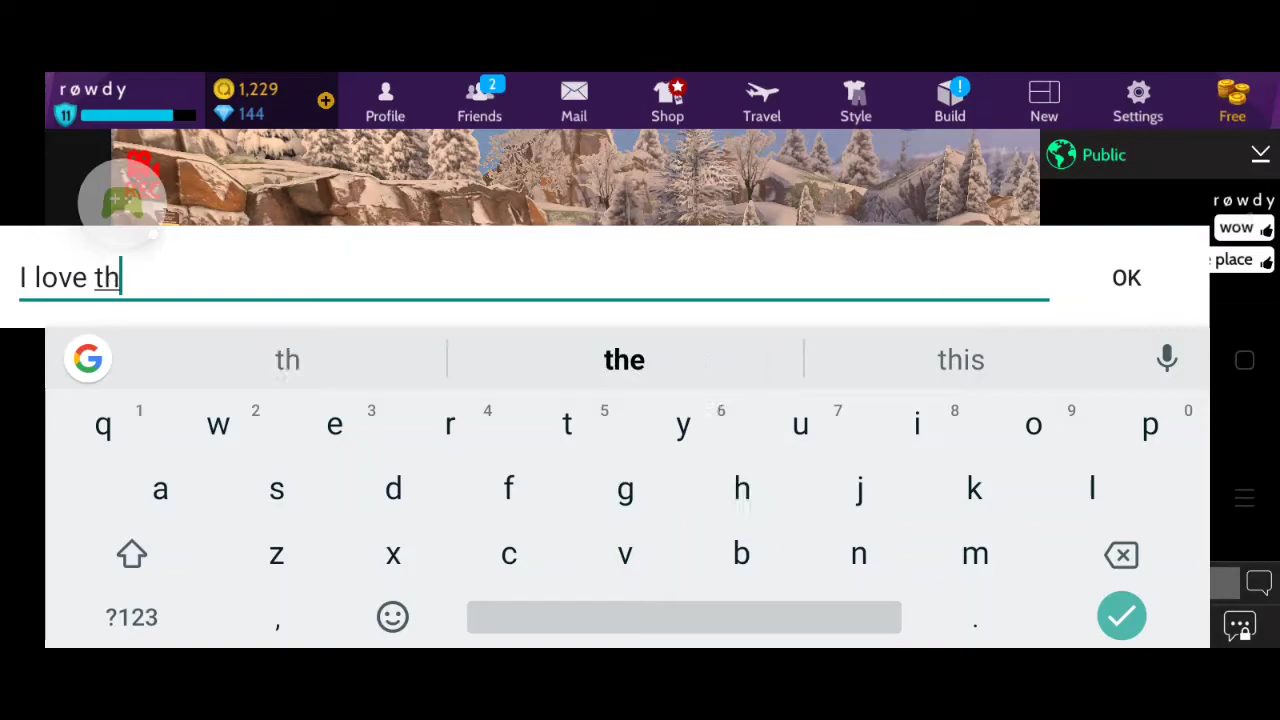 røwdy
11
1,229
144
Profile
2
Friends
Mail
Shop
Travel
Style
!
Build
New
Settings
Free
Public
røwdy
wow
place
I love th
OK
th
the
this
q 1 w 2 e 3 r 4 t 5 y 6 u 7 i 8 o 9 p 0
a s d f g h j k l
z x c v b n m
?123 , .